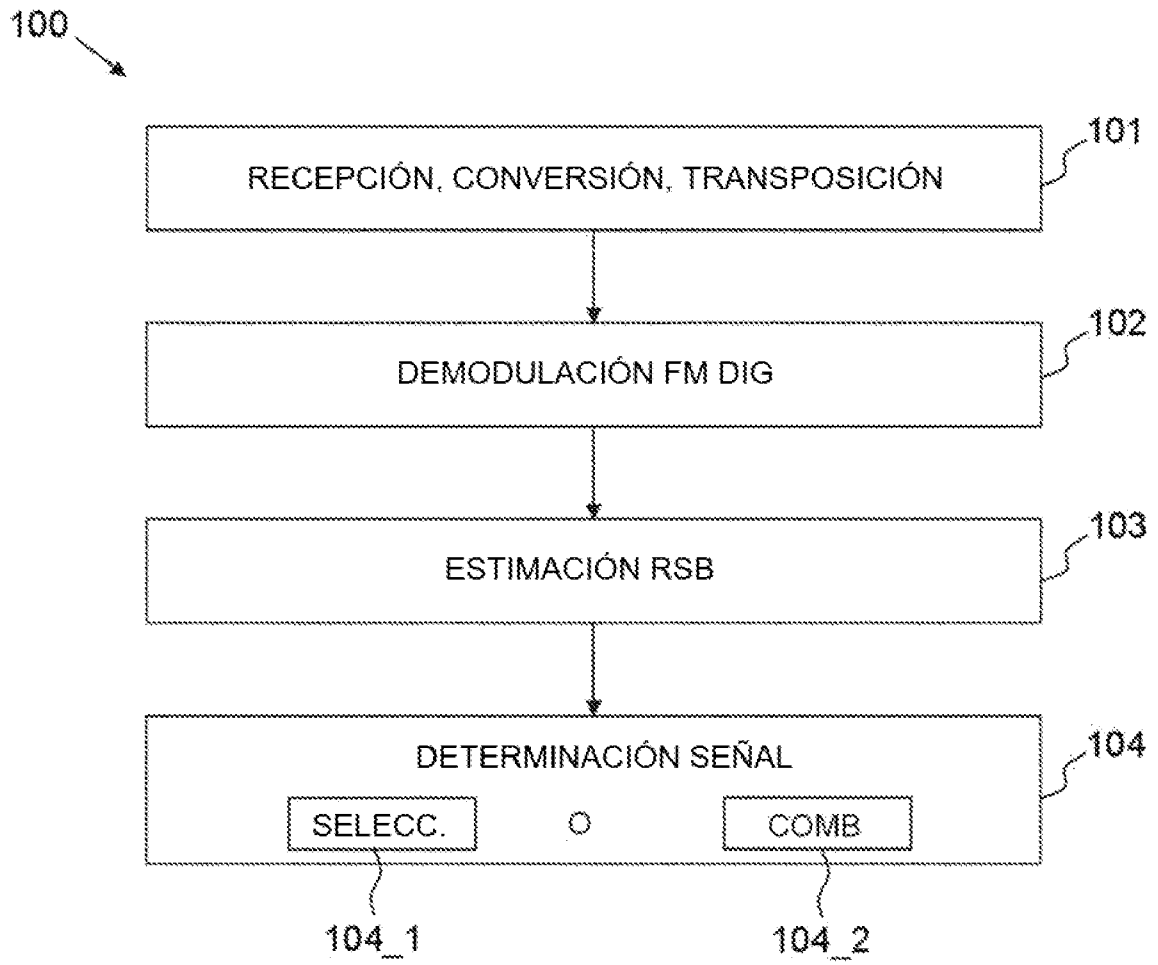 100
101
RECEPCIÓN, CONVERSIÓN, TRANSPOSICIÓN
102
DEMODULACIÓN FM DIG
103
ESTIMACIÓN RSB
104
DETERMINACIÓN SEÑAL
SELECC. O COMB
104_1 104_2